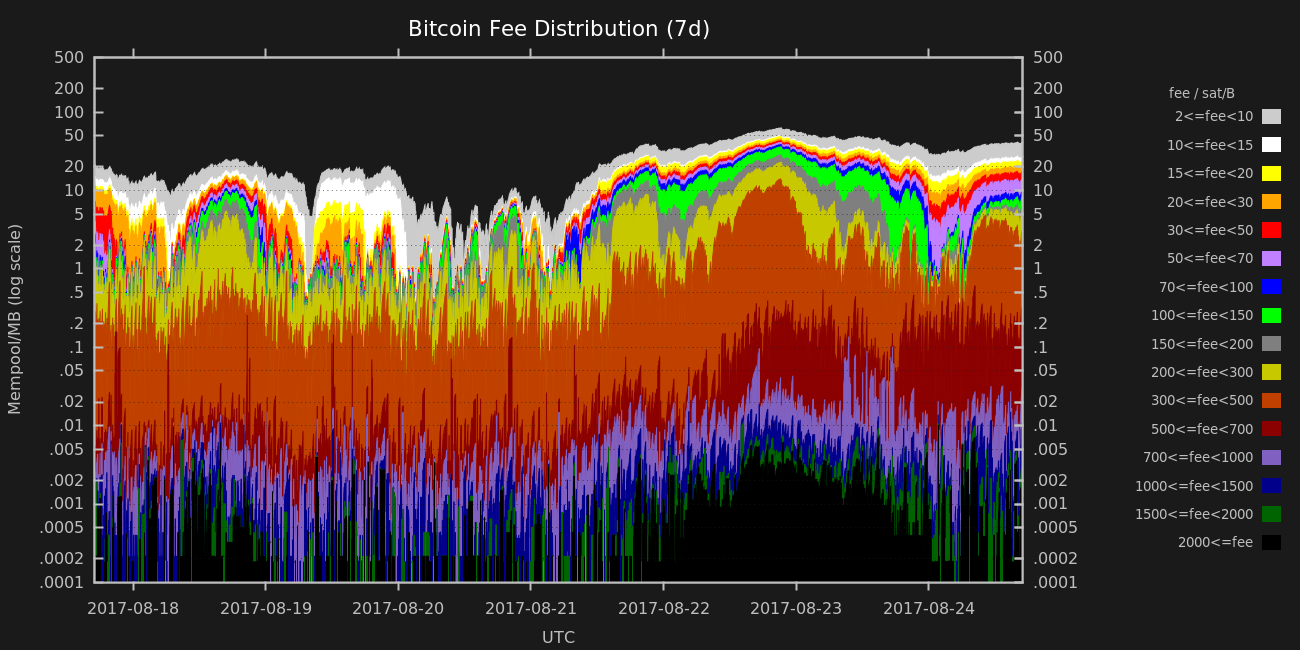 Bitcoin Fee Distribution (7d)
500
200
100
50
20
10
5
2
1
.5
.2
.1
.05
.02
.01
.005
.002
.001
.0005
.0002
.0001
Mempool/MB (log scale)
500
200
100
50
20
10
5
2
1
.5
.2
.1
.05
.02
.01
.005
.002
.001
.0005
.0002
.0001
2017-08-18 2017-08-19 2017-08-20 2017-08-21 2017-08-22 2017-08-23 2017-08-24
UTC
fee / sat/B
2<=fee<10
10<=fee<15
15<=fee<20
20<=fee<30
30<=fee<50
50<=fee<70
70<=fee<100
100<=fee<150
150<=fee<200
200<=fee<300
300<=fee<500
500<=fee<700
700<=fee<1000
1000<=fee<1500
1500<=fee<2000
2000<=fee